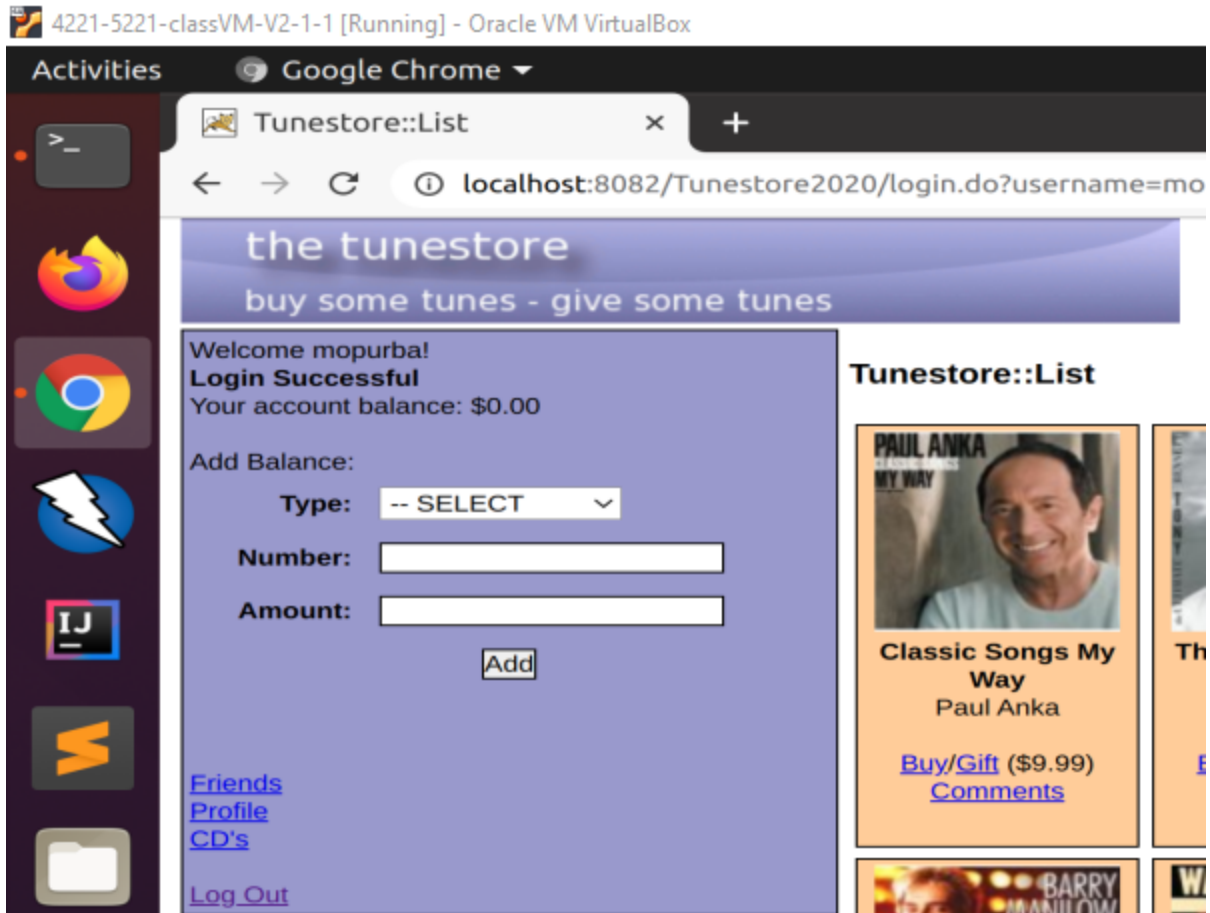 4221-5221-classVM-V2-1-1 [Running] - Oracle VM VirtualBox
Activities Google Chrome
Tunestore::List
localhost:8082/Tunestore2020/login.do?username=mo
the tunestore
buy some tunes - give some tunes
Welcome mopurba!
Login Successful
Your account balance: $0.00
Add Balance:
Type: -- SELECT
Number:
Amount:
Add
Friends
Profile
CD's
Log Out
Tunestore::List
PAUL ANKA
CLASSIC SONGS
MY WAY
Classic Songs My
Way
Paul Anka
Buy/Gift ($9.99)
Comments
Th
BARRY
MANILOW
IJ